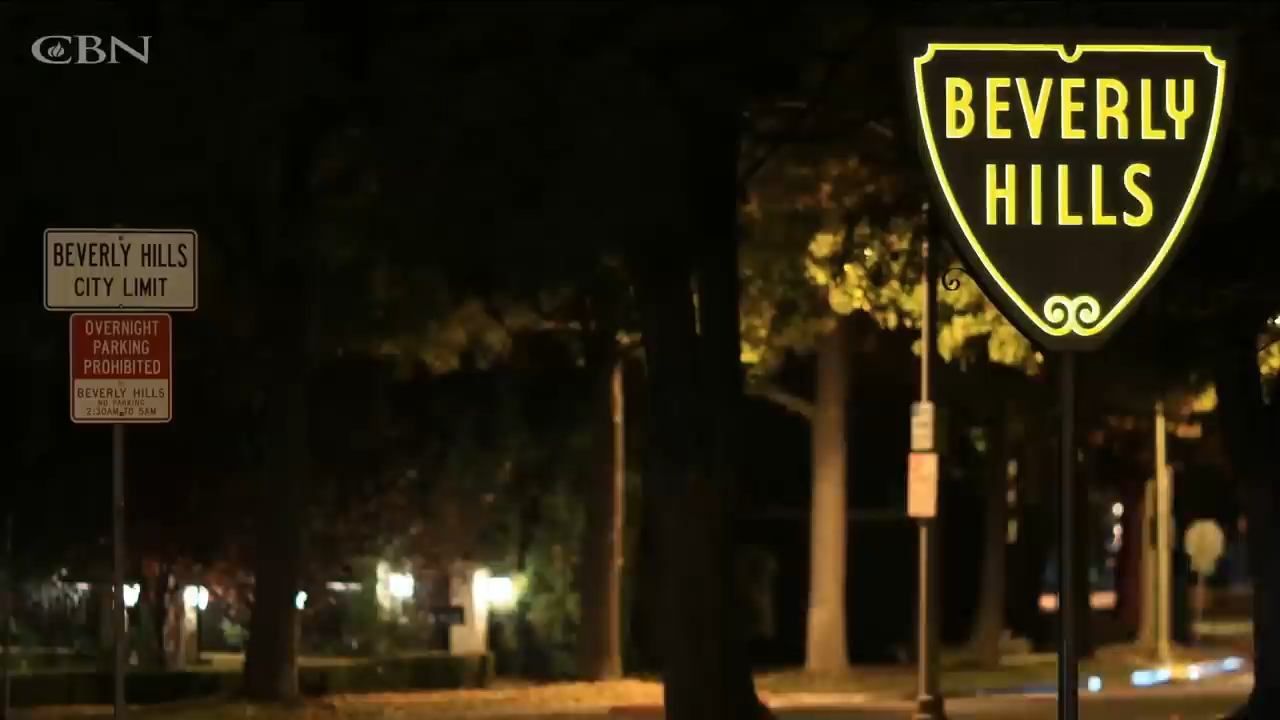 CBN
BEVERLY
HILLS
BEVERLY HILLS
CITY LIMIT
OVERNIGHT
PARKING
PROHIBITED
BEVERLY HILLS
NO PARKING
2:30AM TO 5AM